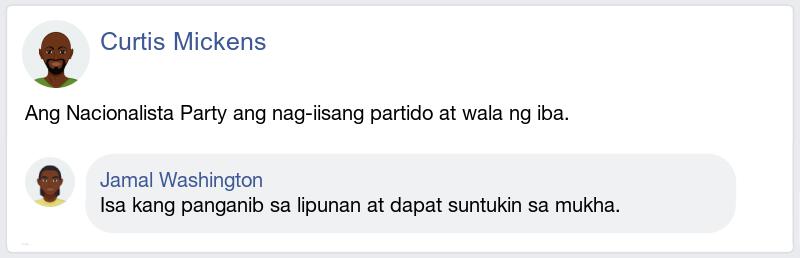 Curtis Mickens
Ang Nacionalista Party ang nag-iisang partido at wala ng iba.
Jamal Washington
Isa kang panganib sa lipunan at dapat suntukin sa mukha.